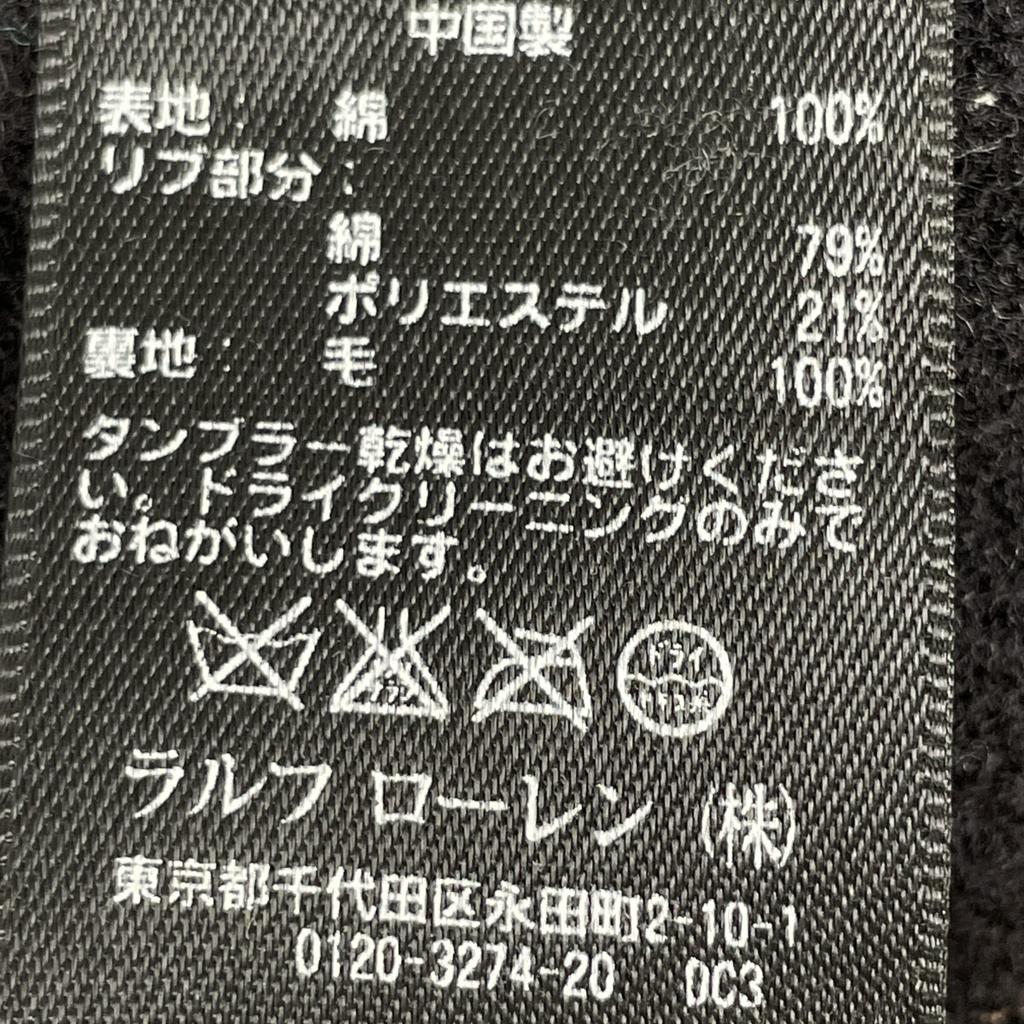 中国製
表地: 綿 100%
リブ部分:
綿 79%
ポリエステル 21%
裏地: 毛 100%
タンブラー乾燥はお避けくださ
い。ドライクリーニングのみで
おねがいします。
ドライ
ラルフ ローレン (株)
東京都千代田区永田町2-10-1
0120-3274-20 DC3